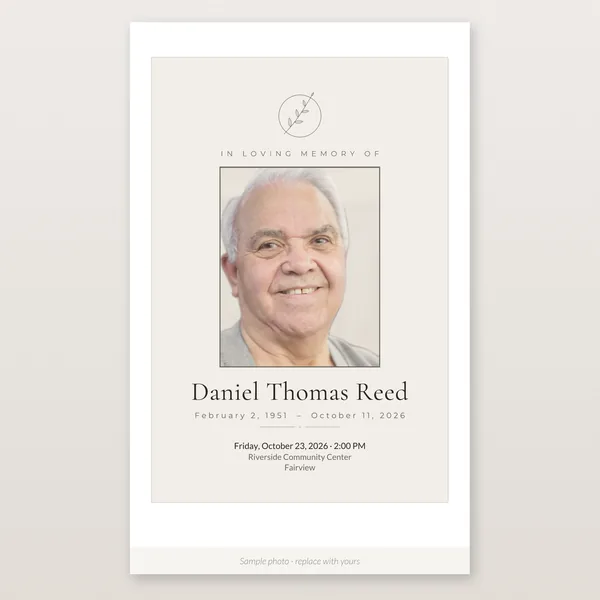 IN LOVING MEMORY OF
Daniel Thomas Reed
February 2, 1951 – October 11, 2026
Friday, October 23, 2026 · 2:00 PM
Riverside Community Center
Fairview
Sample photo · replace with yours